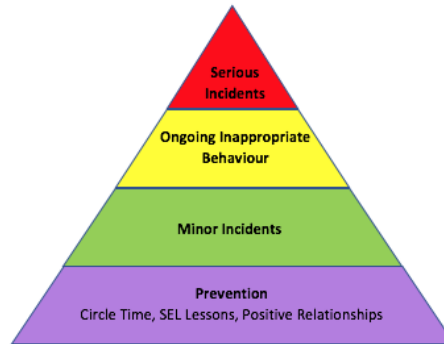 Serious
Incidents
Ongoing Inappropriate
Behaviour
Minor Incidents
Prevention
Circle Time, SEL Lessons, Positive Relationships